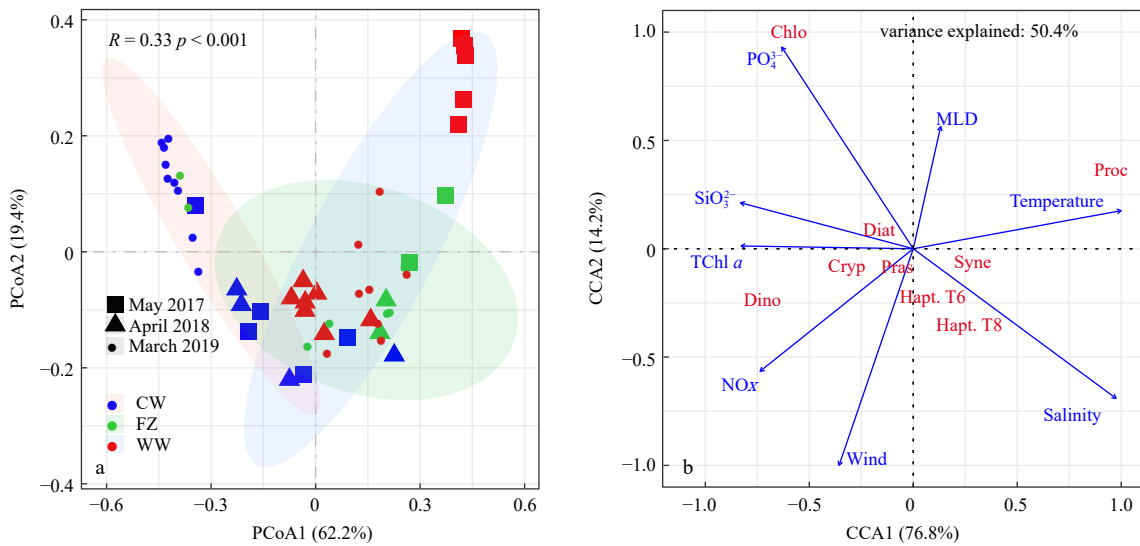 0.4
0.2
0
−0.2
−0.4
PCoA2 (19.4%)
R = 0.33 p < 0.001
May 2017
April 2018
March 2019
CW
FZ
WW
a
−0.6
−0.3
0
0.3
0.6
PCoA1 (62.2%)
1.0
0.5
0
−0.5
−1.0
CCA2 (14.2%)
Chlo
variance explained: 50.4%
PO₄³⁻
MLD
Proc
SiO₃²⁻
Temperature
Diat
TChl a
Cryp
Pras
Syne
Dino
Hapt. T6
Hapt. T8
NOx
Salinity
Wind
b
−1.0
−0.5
0
0.5
1.0
CCA1 (76.8%)